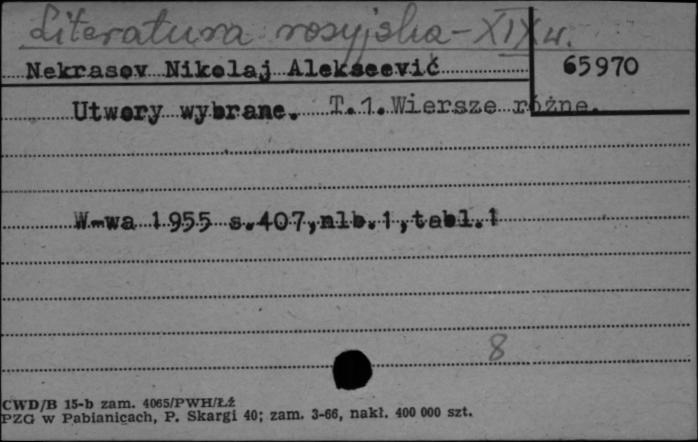 Literatura rosyjska - XIX w.
Nekrasov Nikolaj Alekseević
65970
Utwory wybrane. T.1.Wiersze różne.
W-wa 1955 s.407,nlb.1,tabl.1
8
CWD/B 15-b zam. 4065/PWH/ŁŻ
PZG w Pabianicach, P. Skargi 40; zam. 3-66, nakł. 400 000 szt.